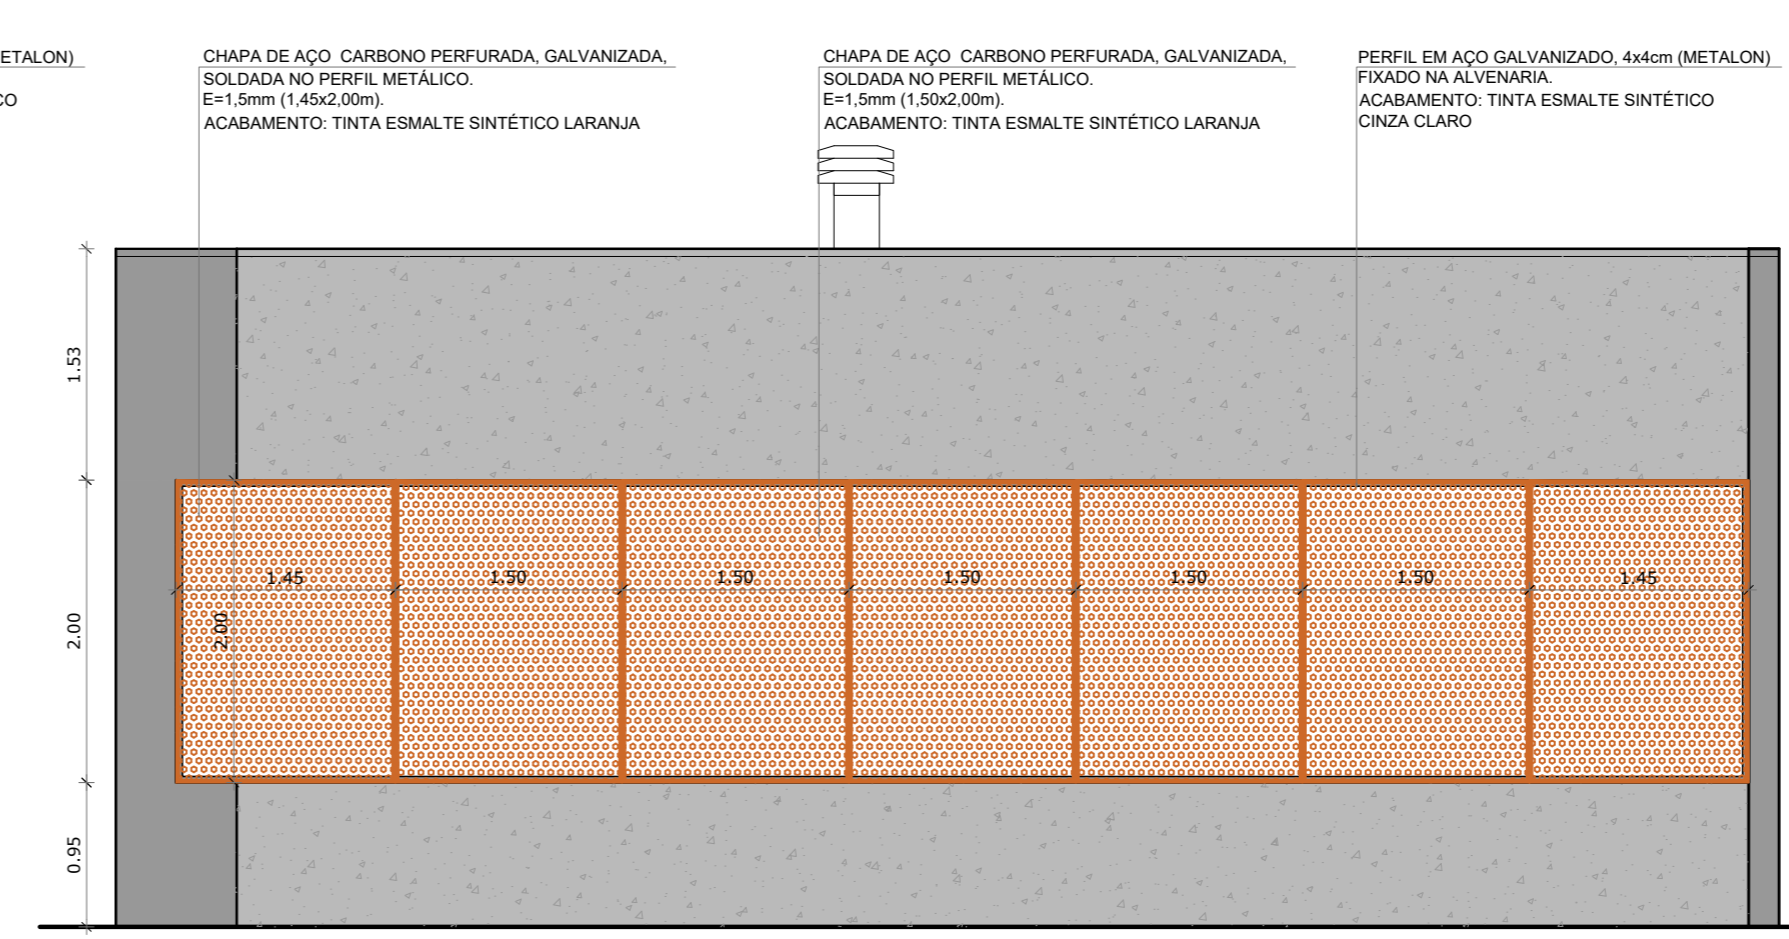 ETALON)
CO
CHAPA DE AÇO CARBONO PERFURADA, GALVANIZADA,
SOLDADA NO PERFIL METÁLICO.
E=1,5mm (1,45x2,00m).
ACABAMENTO: TINTA ESMALTE SINTÉTICO LARANJA
CHAPA DE AÇO CARBONO PERFURADA, GALVANIZADA,
SOLDADA NO PERFIL METÁLICO.
E=1,5mm (1,50x2,00m).
ACABAMENTO: TINTA ESMALTE SINTÉTICO LARANJA
PERFIL EM AÇO GALVANIZADO, 4x4cm (METALON)
FIXADO NA ALVENARIA.
ACABAMENTO: TINTA ESMALTE SINTÉTICO
CINZA CLARO
1.53
2.00
0.95
1.45
1.50
1.50
1.50
1.50
1.50
1.45
2.00